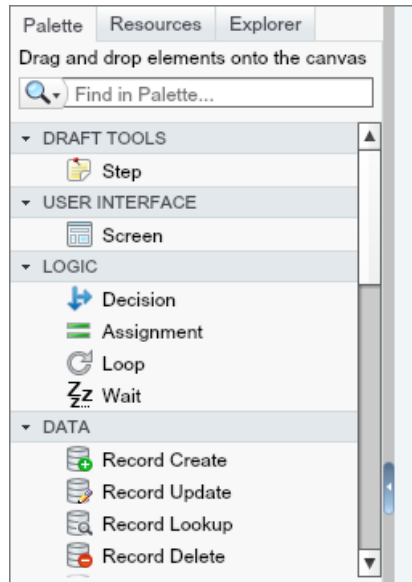 Palette Resources Explorer
Drag and drop elements onto the canvas
Find in Palette...
DRAFT TOOLS
Step
USER INTERFACE
Screen
LOGIC
Decision
Assignment
Loop
Wait
DATA
Record Create
Record Update
Record Lookup
Record Delete